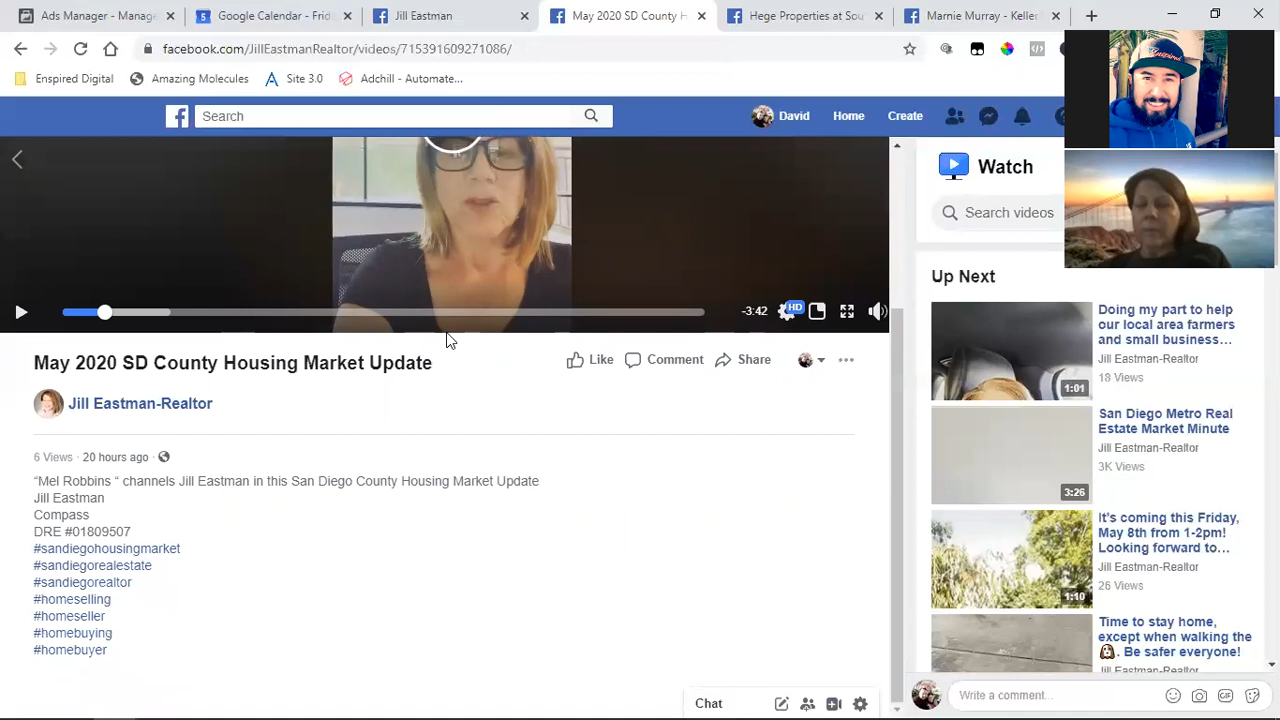 Ads Manager - Manage
Google Calendar - Frid
Jill Eastman
May 2020 SD County H
Hege Properties at Sou
Marnie Murray - Keller
facebook.com/JillEastmanRealtor/videos/715391609271086/
Enspired Digital
Amazing Molecules
Site 3.0
Adchill - Automate...
Search
David
Home
Create
Watch
Search videos
HD
-3:42
May 2020 SD County Housing Market Update
Like
Comment
Share
Jill Eastman-Realtor
6 Views · 20 hours ago ·
“Mel Robbins “ channels Jill Eastman in this San Diego County Housing Market Update
Jill Eastman
Compass
DRE #01809507
#sandiegohousingmarket
#sandiegorealestate
#sandiegorealtor
#homeselling
#homeseller
#homebuying
#homebuyer
Up Next
1:01
Doing my part to help
our local area farmers
and small business...
Jill Eastman-Realtor
18 Views
3:26
San Diego Metro Real
Estate Market Minute
Jill Eastman-Realtor
3K Views
1:10
It's coming this Friday,
May 8th from 1-2pm!
Looking forward to...
Jill Eastman-Realtor
26 Views
Time to stay home,
except when walking the
. Be safer everyone!
Jill Eastman-Realtor
Chat
Write a comment...
GIF